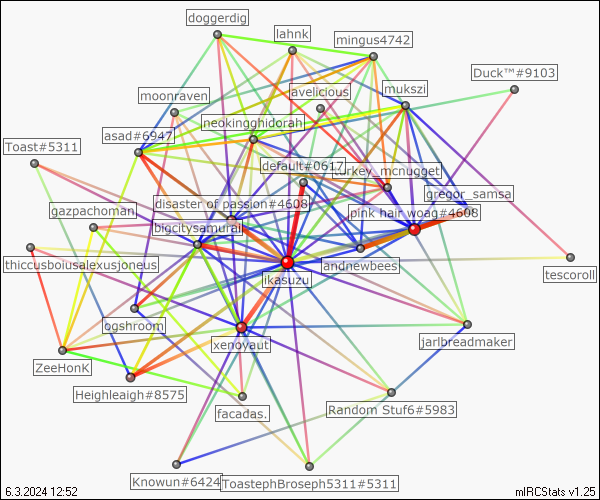 doggerdig
lahnk
mingus4742
Duck™#9103
avelicious
moonraven
mukszi
neokingghidorah
asad#6947
Toast#5311
default#0617
turkey_mcnugget
gregor_samsa
disaster of passion#4608
pink hair woag#4608
gazpachoman
bigcitysamurai
thiccusboiusalexusjoneus
landnewbees
tescoroll
ikasuzu
ogshroom
xenoyaut
jarlbreadmaker
ZeeHonK
Heighleaigh#8575
facadas.
Random Stuf6#5983
Knowun#6424
ToastephBroseph5311#5311
6.3.2024 12:52
mIRCStats v1.25